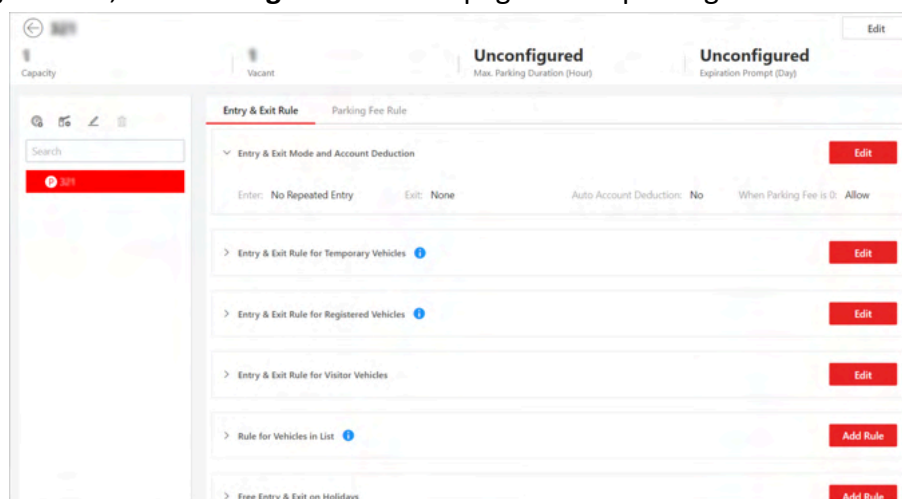 Edit
1
Capacity
1
Vacant
Unconfigured
Max. Parking Duration (Hour)
Unconfigured
Expiration Prompt (Day)
Search
P 321
Entry & Exit Rule
Parking Fee Rule
Entry & Exit Mode and Account Deduction
Edit
Enter: No Repeated Entry
Exit: None
Auto Account Deduction: No
When Parking Fee is 0: Allow
Entry & Exit Rule for Temporary Vehicles
Edit
Entry & Exit Rule for Registered Vehicles
Edit
Entry & Exit Rule for Visitor Vehicles
Edit
Rule for Vehicles in List
Add Rule
Free Entry & Exit on Holidays
Add Rule